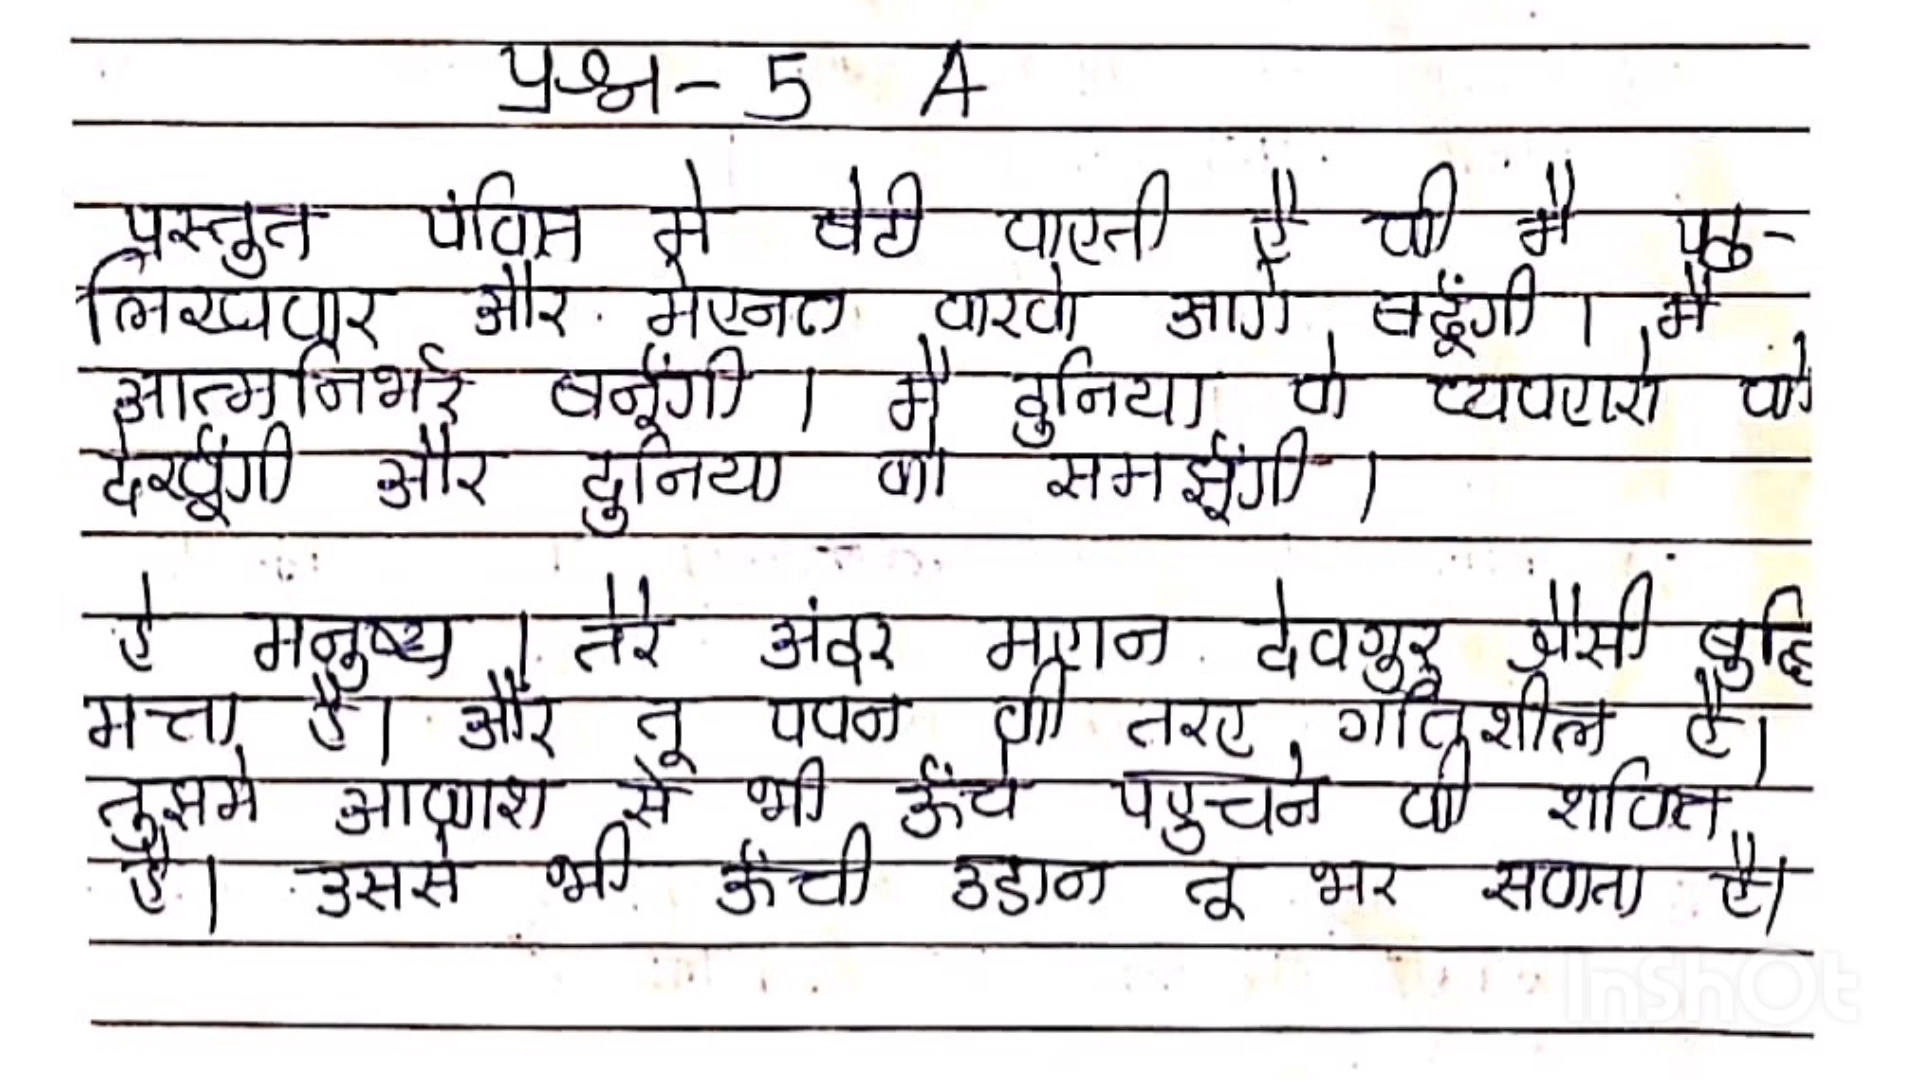 प्रश्न - 5 A
प्रस्तुत पंक्ति मे बेटी कहती है की मै पढ-
लिखकर और मेहनत करके आगे बढूंगी । मै
आत्मनिर्भर बनूंगी । मै दुनिया के व्यवहारो को
देखूंगी और दुनिया को समझूंगी ।
हे मनुष्य । तेरे अंदर महान देवगुरु जैसी बुद्धि
मत्ता है। और तू पवन की तरह गतिशील है।
तुझमे आकाश से भी ऊँचे पहुचने की शक्ति
है। उससे भी ऊँची उडान तू भर सकता है।
InShOt